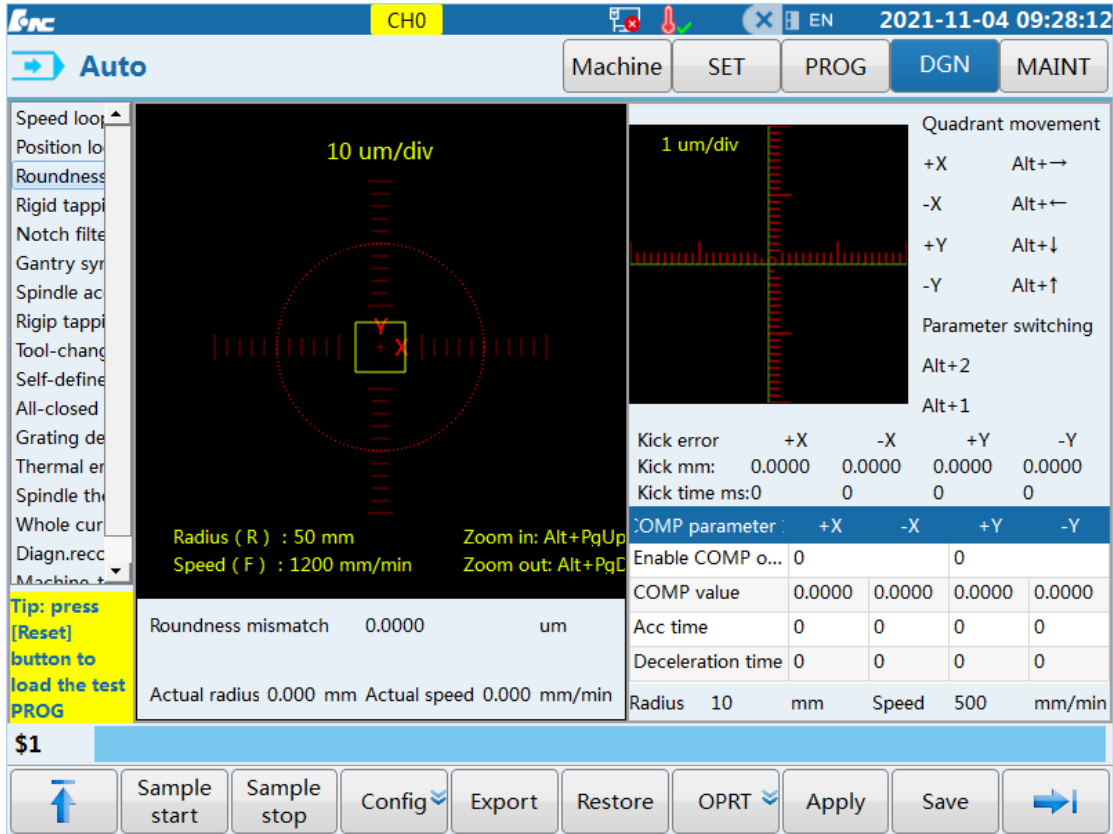 CH0 EN 2021-11-04 09:28:12
Auto
Machine SET PROG DGN MAINT
Speed loop
Position lo
Roundness
Rigid tappi
Notch filte
Gantry syn
Spindle ac
Rigip tappi
Tool-chang
Self-define
All-closed
Grating de
Thermal er
Spindle the
Whole cur
Diagn.reco
Machine-t
Tip: press
[Reset]
button to
load the test
PROG
10 um/div
Y
X
Radius ( R ) : 50 mm Zoom in: Alt+PgUp
Speed ( F ) : 1200 mm/min Zoom out: Alt+PgD
Roundness mismatch 0.0000 um
Actual radius 0.000 mm Actual speed 0.000 mm/min
1 um/div
Quadrant movement
+X Alt+→
-X Alt+←
+Y Alt+↓
-Y Alt+↑
Parameter switching
Alt+2
Alt+1
Kick error +X -X +Y -Y
Kick mm: 0.0000 0.0000 0.0000 0.0000
Kick time ms:0 0 0 0
COMP parameter +X -X +Y -Y
Enable COMP o... 0 0
COMP value 0.0000 0.0000 0.0000 0.0000
Acc time 0 0 0 0
Deceleration time 0 0 0 0
Radius 10 mm Speed 500 mm/min
$1
Sample start Sample stop Config Export Restore OPRT Apply Save